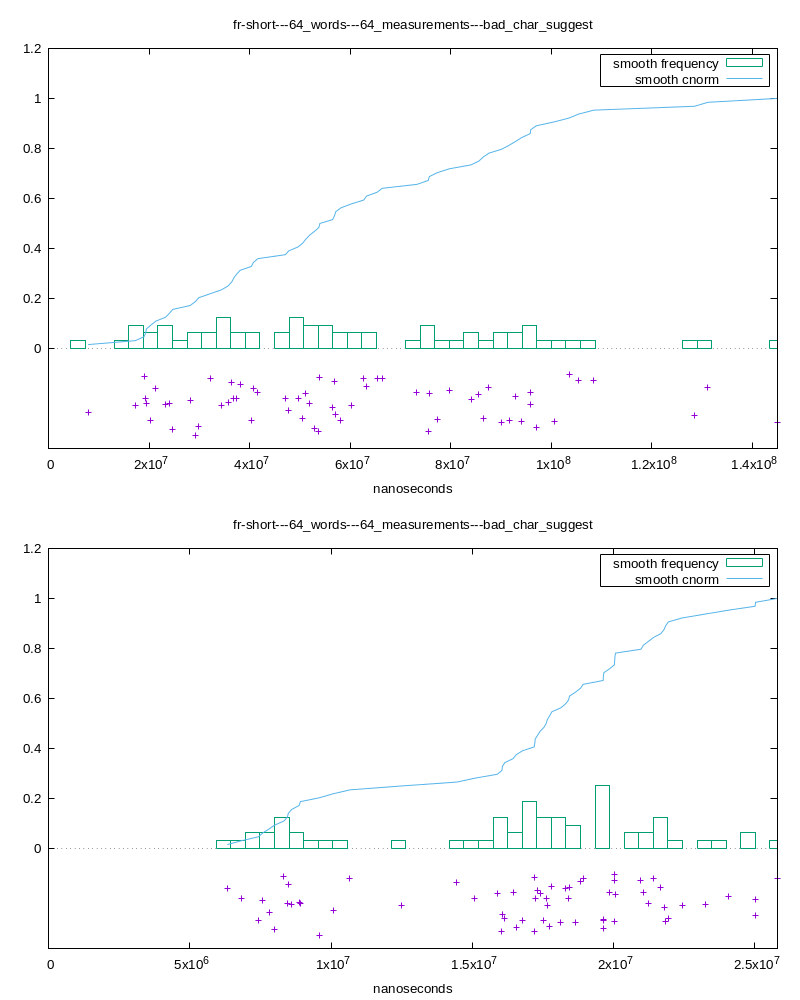 fr-short---64_words---64_measurements---bad_char_suggest
1.2
smooth frequency
smooth cnorm
1
0.8
0.6
0.4
0.2
0
0 2x10^7 4x10^7 6x10^7 8x10^7 1x10^8 1.2x10^8 1.4x10^8
nanoseconds
fr-short---64_words---64_measurements---bad_char_suggest
1.2
smooth frequency
smooth cnorm
1
0.8
0.6
0.4
0.2
0
0 5x10^6 1x10^7 1.5x10^7 2x10^7 2.5x10^7
nanoseconds